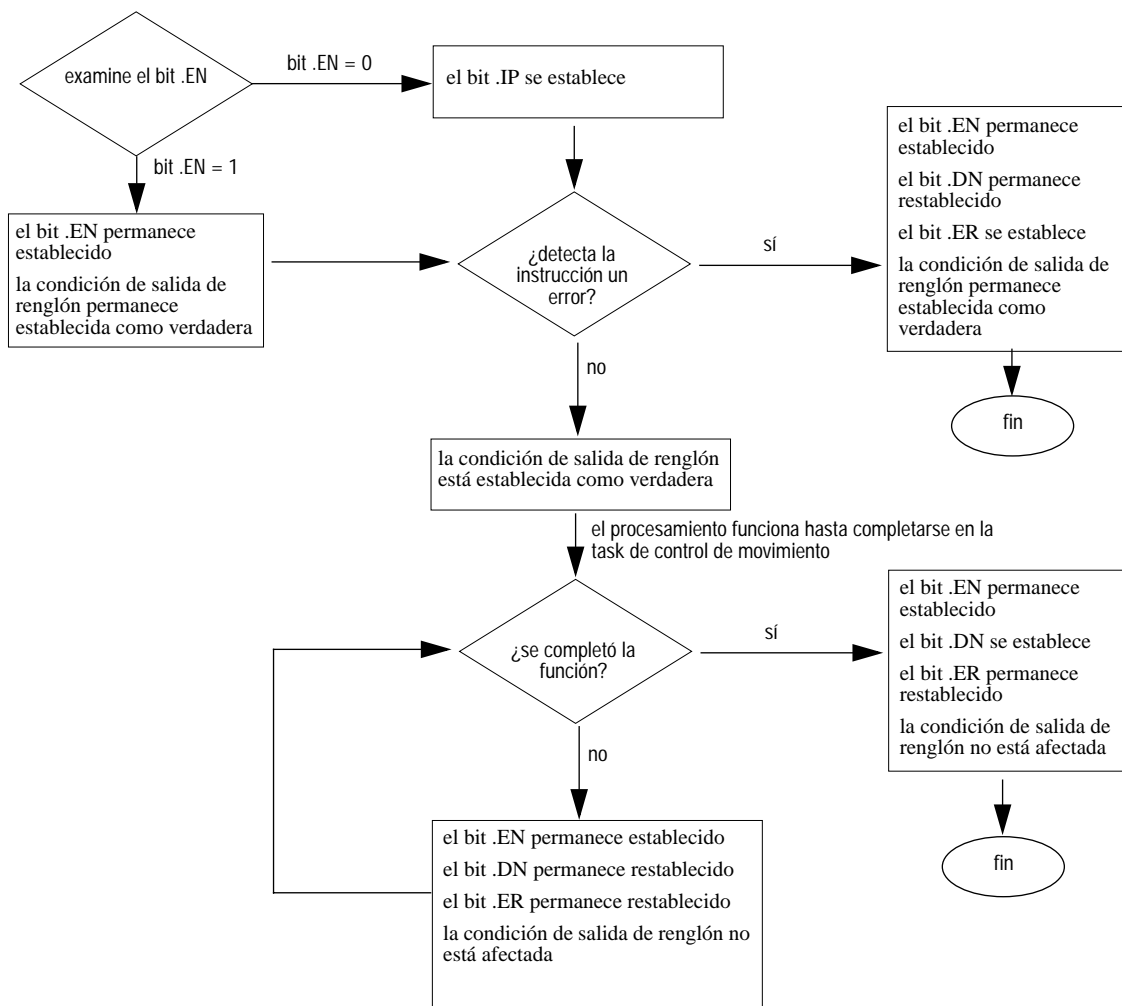 examine el bit .EN
bit .EN = 0
el bit .IP se establece
bit .EN = 1
el bit .EN permanece
establecido
la condición de salida de
renglón permanece
establecida como verdadera
¿detecta la
instrucción un
error?
sí
el bit .EN permanece
establecido
el bit .DN permanece
restablecido
el bit .ER se establece
la condición de salida de
renglón permanece
establecida como
verdadera
fin
no
la condición de salida de renglón
está establecida como verdadera
el procesamiento funciona hasta completarse en la
task de control de movimiento
¿se completó la
función?
sí
el bit .EN permanece
establecido
el bit .DN se establece
el bit .ER permanece
restablecido
la condición de salida de
renglón no está afectada
fin
no
el bit .EN permanece establecido
el bit .DN permanece restablecido
el bit .ER permanece restablecido
la condición de salida de renglón no
está afectada